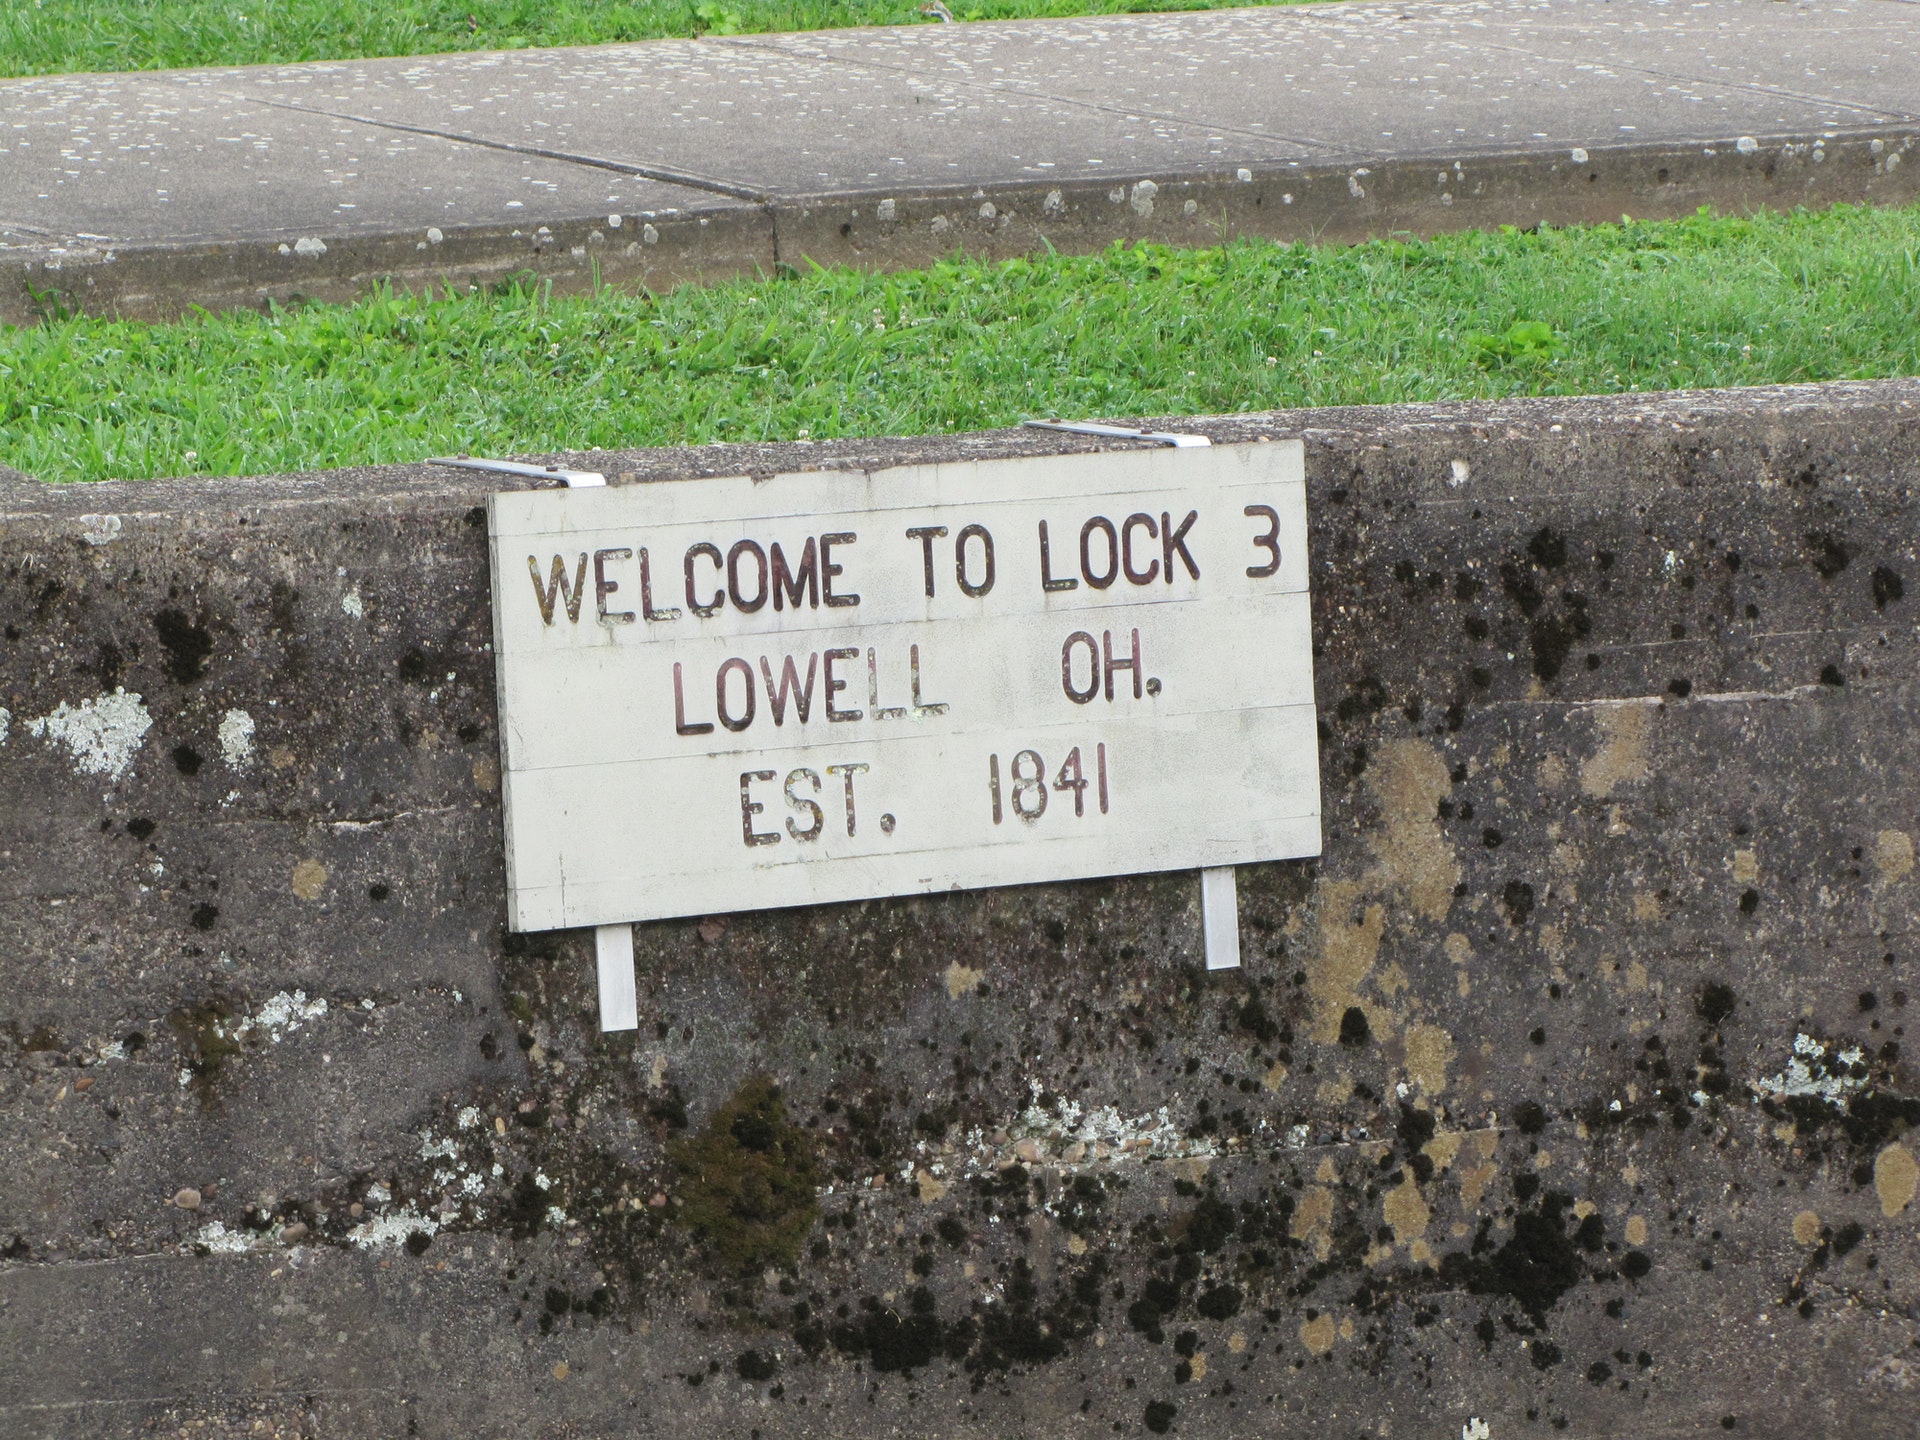 WELCOME TO LOCK 3
LOWELL OH.
EST. 1841